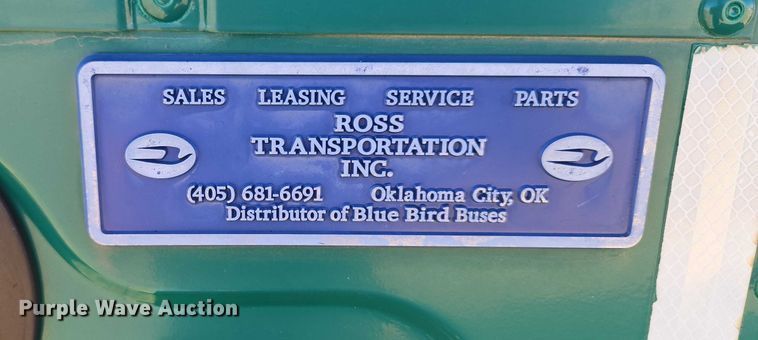 SALES LEASING SERVICE PARTS
ROSS
TRANSPORTATION
INC.
(405) 681-6691 Oklahoma City, OK
Distributor of Blue Bird Buses
Purple Wave Auction